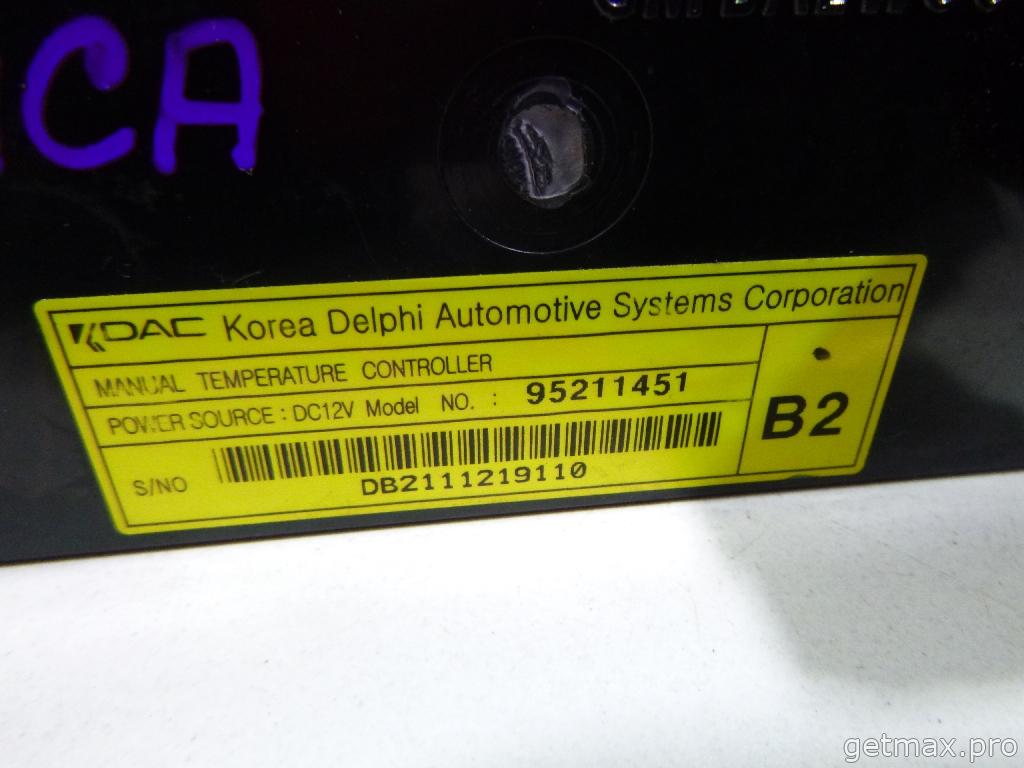 CA
KDAC Korea Delphi Automotive Systems Corporation
MANUAL TEMPERATURE CONTROLLER
POWER SOURCE : DC12V Model NO. : 95211451
B2
S/NO
DB2111219110
getmax.pro